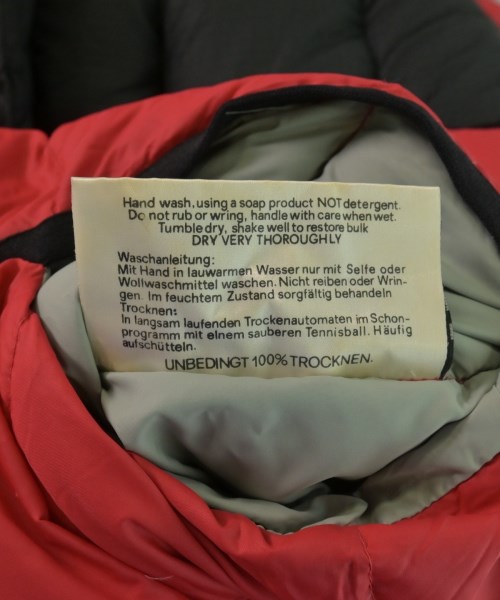 Hand wash, using a soap product NOT detergent.
Do not rub or wring, handle with care when wet.
Tumble dry, shake well to restore bulk
DRY VERY THOROUGHLY
Waschanleitung:
Mit Hand in lauwarmen Wasser nur mit Seife oder
Wollwaschmittel waschen. Nicht reiben oder Wrin-
gen. Im feuchtem Zustand sorgfältig behandeln
Trocknen:
In langsam laufenden Trockenautomaten im Schon-
programm mit einem sauberen Tennisball. Häufig
aufschütteln.
UNBEDINGT 100% TROCKNEN.